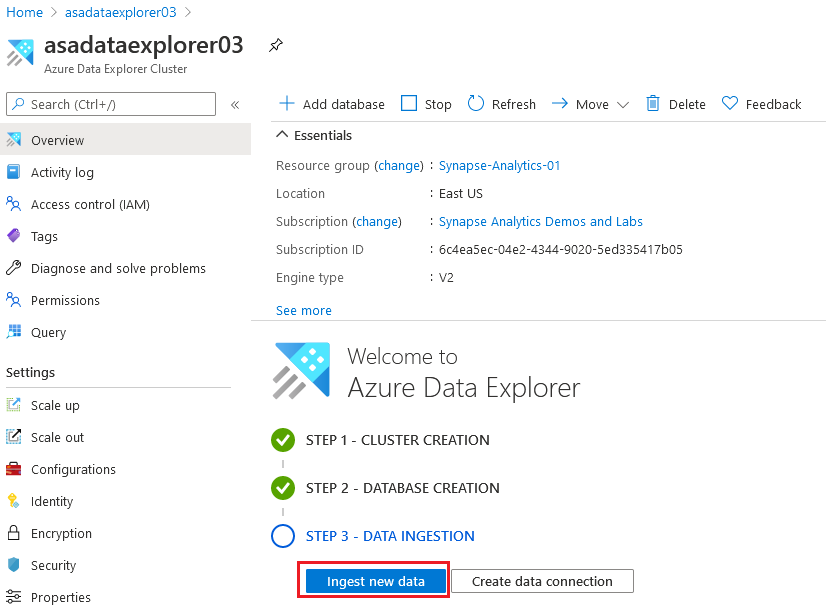 Home > asadataexplorer03 >
asadataexplorer03
Azure Data Explorer Cluster
Search (Ctrl+/)
«
Overview
Activity log
Access control (IAM)
Tags
Diagnose and solve problems
Permissions
Query
Settings
Scale up
Scale out
Configurations
Identity
Encryption
Security
Properties
Add database Stop Refresh Move Delete Feedback
Essentials
Resource group (change) : Synapse-Analytics-01
Location : East US
Subscription (change) : Synapse Analytics Demos and Labs
Subscription ID : 6c4ea5ec-04e2-4344-9020-5ed335417b05
Engine type : V2
See more
Welcome to
Azure Data Explorer
STEP 1 - CLUSTER CREATION
STEP 2 - DATABASE CREATION
STEP 3 - DATA INGESTION
Ingest new data Create data connection